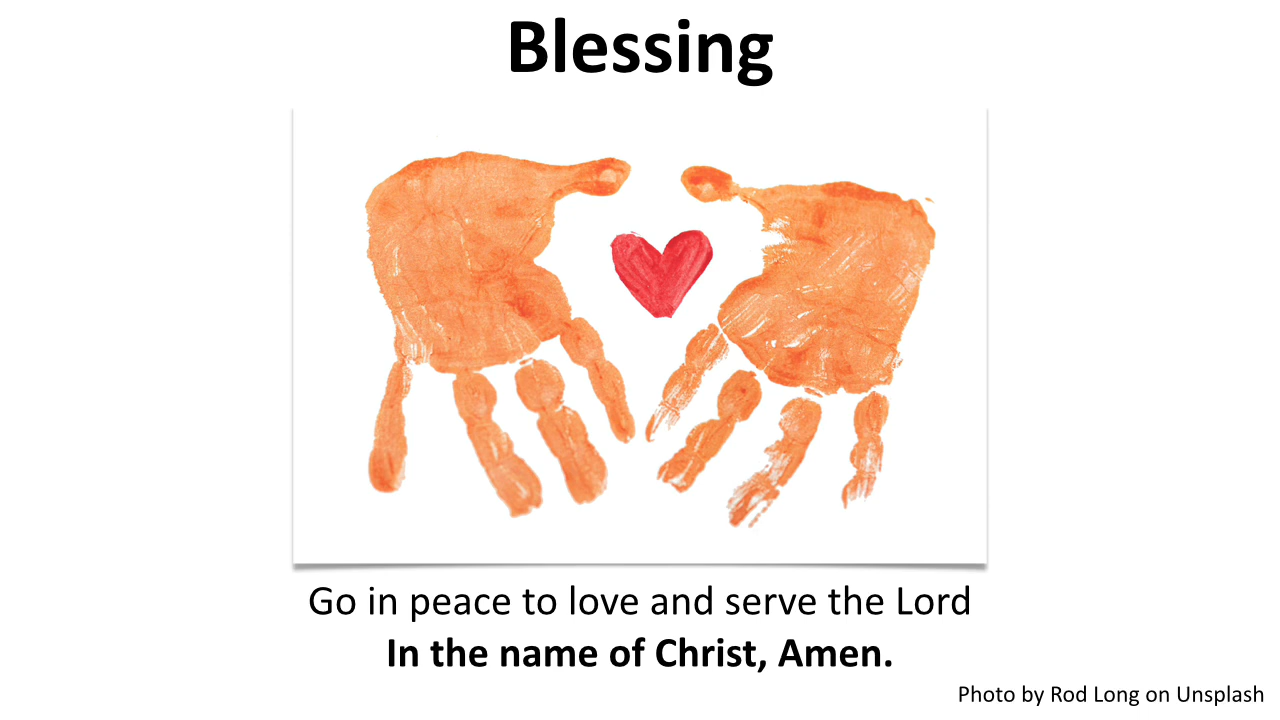 Blessing
Go in peace to love and serve the Lord
In the name of Christ, Amen.
Photo by Rod Long on Unsplash